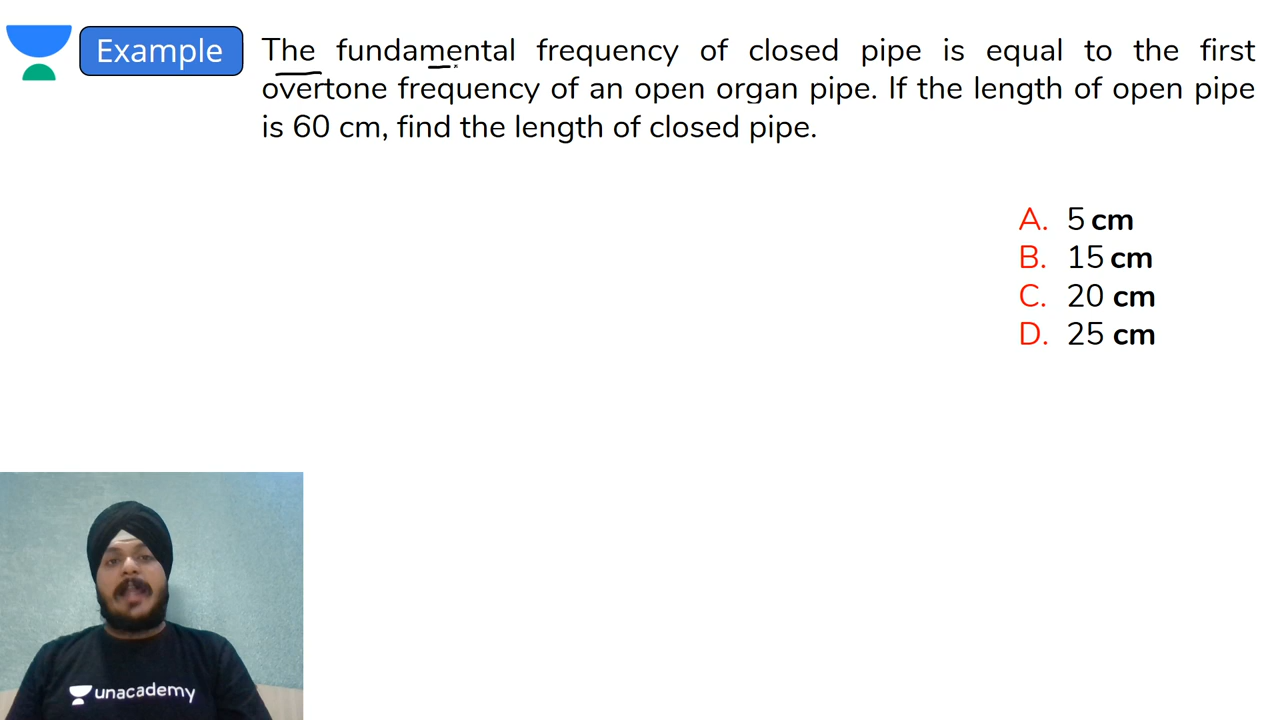 Example
The fundamental frequency of closed pipe is equal to the first
overtone frequency of an open organ pipe. If the length of open pipe
is 60 cm, find the length of closed pipe.
A. 5 cm
B. 15 cm
C. 20 cm
D. 25 cm
unacademy